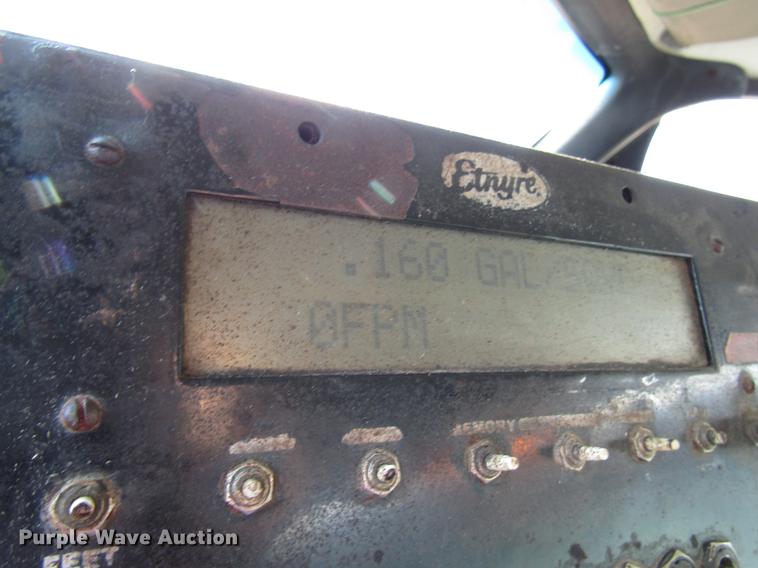 Etnyre
.160 GAL/
0FPM
MEMORY
FEET
Purple Wave Auction